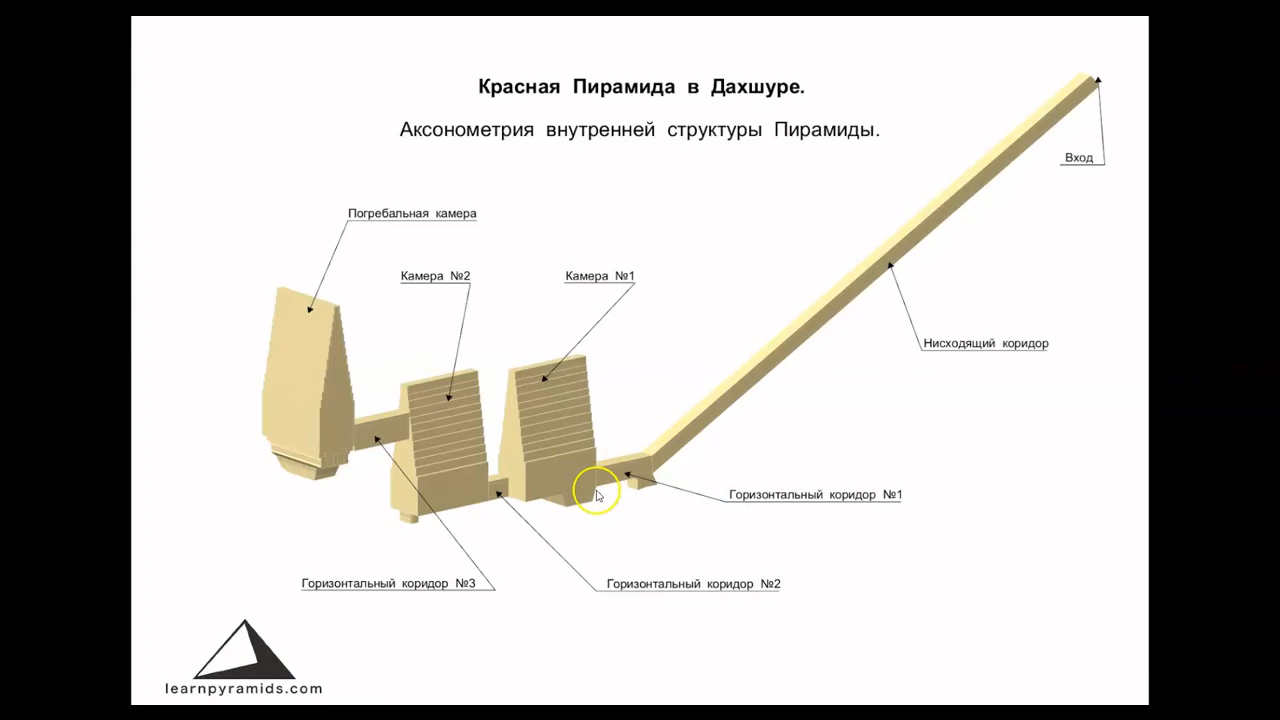 Красная Пирамида в Дахшуре.
Аксонометрия внутренней структуры Пирамиды.
Вход
Погребальная камера
Камера №2
Камера №1
Нисходящий коридор
Горизонтальный коридор №1
Горизонтальный коридор №3
Горизонтальный коридор №2
learnpyramids.com